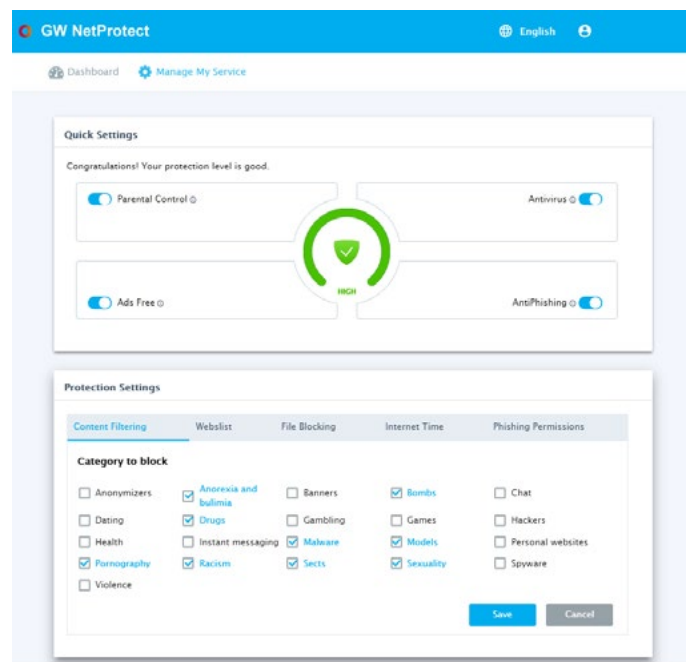 GW NetProtect
English
Dashboard
Manage My Service
Quick Settings
Congratulations! Your protection level is good.
Parental Control
Antivirus
HIGH
Ads Free
AntiPhishing
Protection Settings
Content Filtering Webslist File Blocking Internet Time Phishing Permissions
Category to block
Anonymizers Anorexia and bulimia Banners Bombs Chat
Dating Drugs Gambling Games Hackers
Health Instant messaging Malware Models Personal websites
Pornography Racism Sects Sexuality Spyware
Violence
Save Cancel